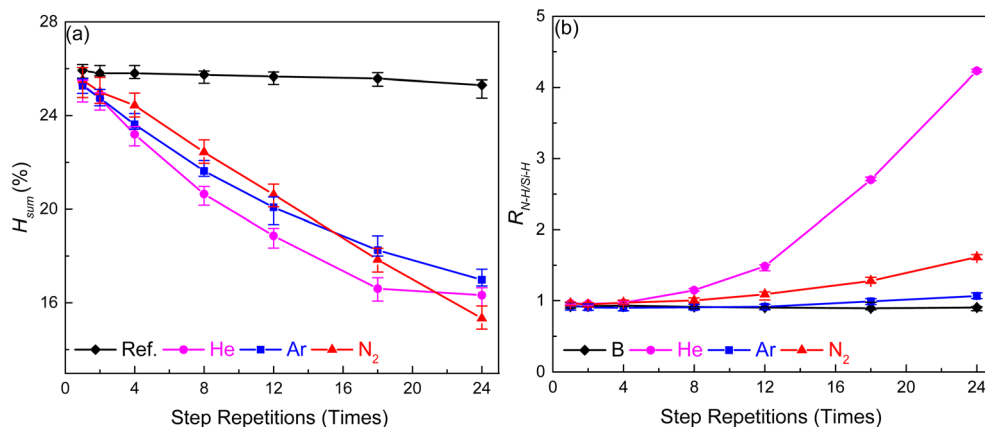 (a)
28
24
20
16
H_sum (%)
Ref. He Ar N₂
0 4 8 12 16 20 24
Step Repetitions (Times)
(b)
5
4
3
2
1
0
R_N-H/Si-H
B He Ar N₂
0 4 8 12 16 20 24
Step Repetitions (Times)